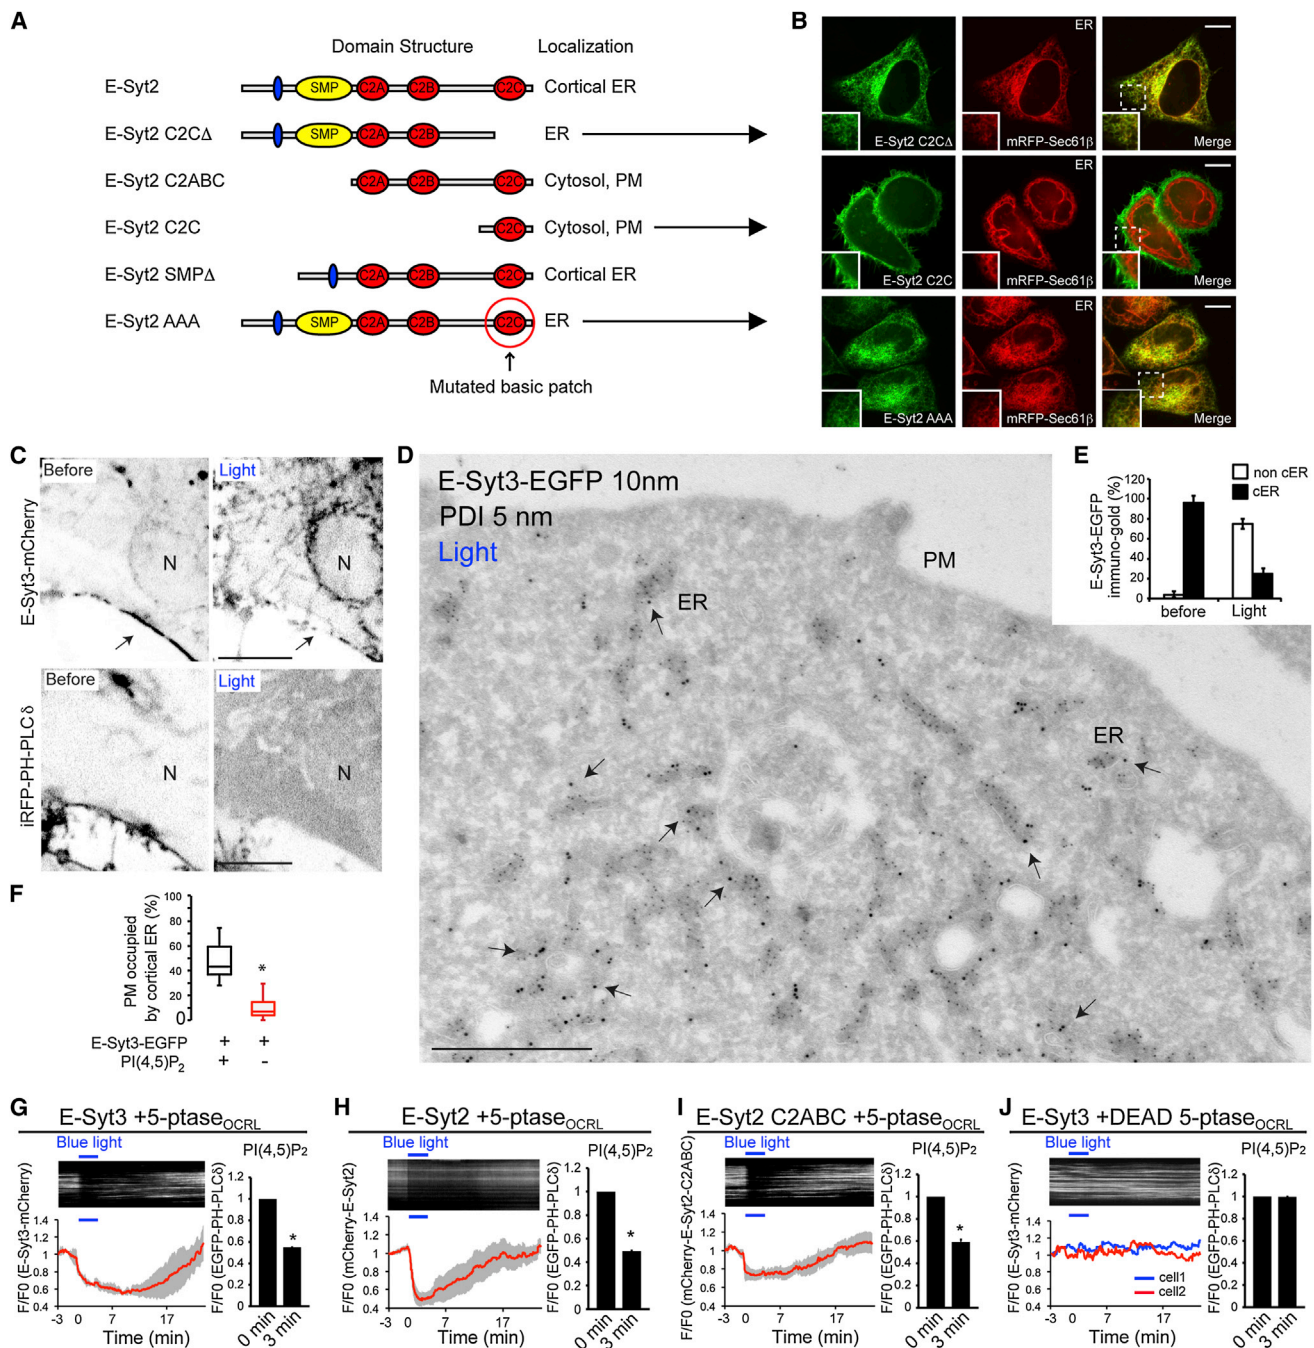 A
Domain Structure Localization
E-Syt2 SMP C2A C2B C2C Cortical ER
E-Syt2 C2CΔ SMP C2A C2B ER
E-Syt2 C2ABC C2A C2B C2C Cytosol, PM
E-Syt2 C2C C2C Cytosol, PM
E-Syt2 SMPΔ C2A C2B C2C Cortical ER
E-Syt2 AAA SMP C2A C2B C2C ER
Mutated basic patch
B
ER
E-Syt2 C2CΔ mRFP-Sec61β Merge
ER
E-Syt2 C2C mRFP-Sec61β Merge
ER
E-Syt2 AAA mRFP-Sec61β Merge
C
Before Light
E-Syt3-mCherry
N N
Before Light
iRFP-PH-PLCδ
N N
D
E-Syt3-EGFP 10nm
PDI 5 nm
Light
PM
ER
ER
E
non cER
cER
E-Syt3-EGFP
immuno-gold (%)
120
100
80
60
40
20
0
before Light
F
PM occupied
by cortical ER (%)
100
80
60
40
20
0
*
E-Syt3-EGFP + +
PI(4,5)P2 + -
G
E-Syt3 +5-ptaseOCRL
Blue light PI(4,5)P2
F/F0 (E-Syt3-mCherry)
1.4
1.2
1
0.8
0.6
0.4
-3 0 7 17
Time (min)
F/F0 (EGFP-PH-PLCδ)
1.2
1
0.8
0.6
0.4
0.2
0
*
0 min 3 min
H
E-Syt2 +5-ptaseOCRL
Blue light PI(4,5)P2
F/F0 (mCherry-E-Syt2)
1.4
1.2
1
0.8
0.6
0.4
-3 0 7 17
Time (min)
F/F0 (EGFP-PH-PLCδ)
1.2
1
0.8
0.6
0.4
0.2
0
*
0 min 3 min
I
E-Syt2 C2ABC +5-ptaseOCRL
Blue light PI(4,5)P2
F/F0 (mCherry-E-Syt2-C2ABC)
1.4
1.2
1
0.8
0.6
0.4
-3 0 7 17
Time (min)
F/F0 (EGFP-PH-PLCδ)
1.2
1
0.8
0.6
0.4
0.2
0
*
0 min 3 min
J
E-Syt3 +DEAD 5-ptaseOCRL
Blue light PI(4,5)P2
F/F0 (E-Syt3-mCherry)
1.4
1.2
1
0.8
0.6
0.4
cell1
cell2
-3 0 7 17
Time (min)
F/F0 (EGFP-PH-PLCδ)
1.2
1
0.8
0.6
0.4
0.2
0
0 min 3 min